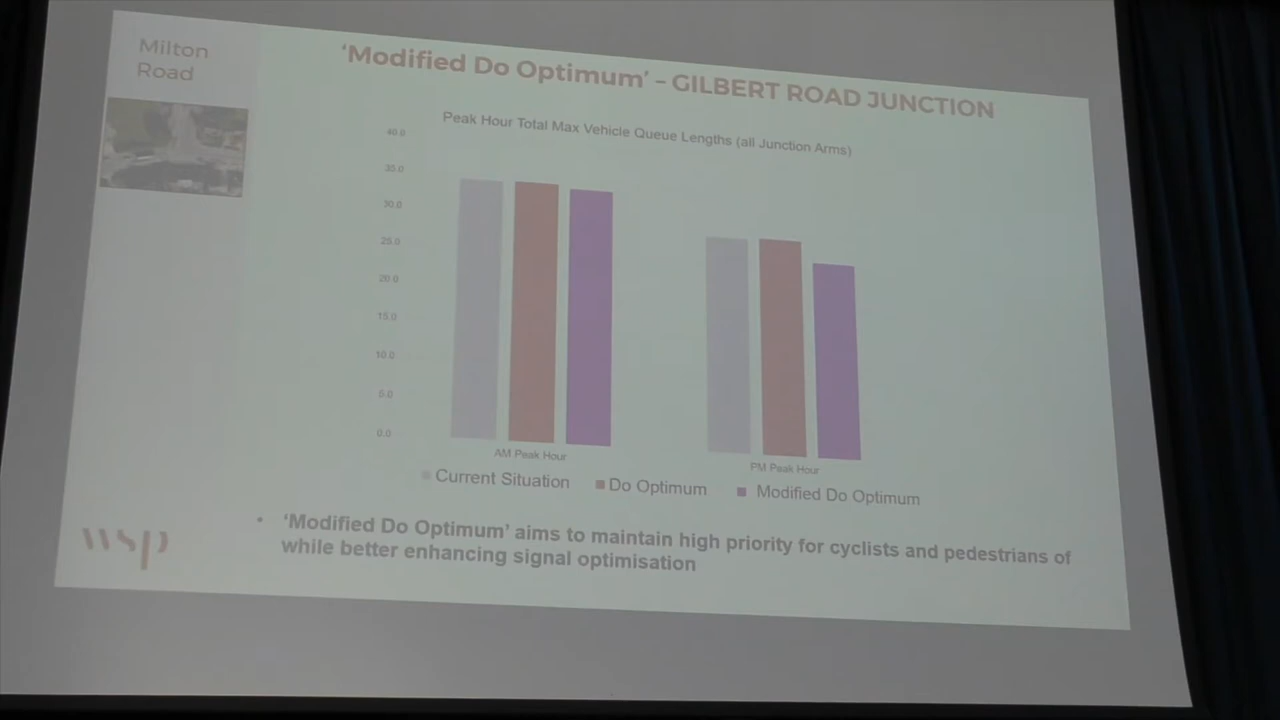 Milton
Road
‘Modified Do Optimum’ – GILBERT ROAD JUNCTION
Peak Hour Total Max Vehicle Queue Lengths (all Junction Arms)
40.0
35.0
30.0
25.0
20.0
15.0
10.0
5.0
0.0
AM Peak Hour
PM Peak Hour
Current Situation
Do Optimum
Modified Do Optimum
• ‘Modified Do Optimum’ aims to maintain high priority for cyclists and pedestrians of
while better enhancing signal optimisation
wsp